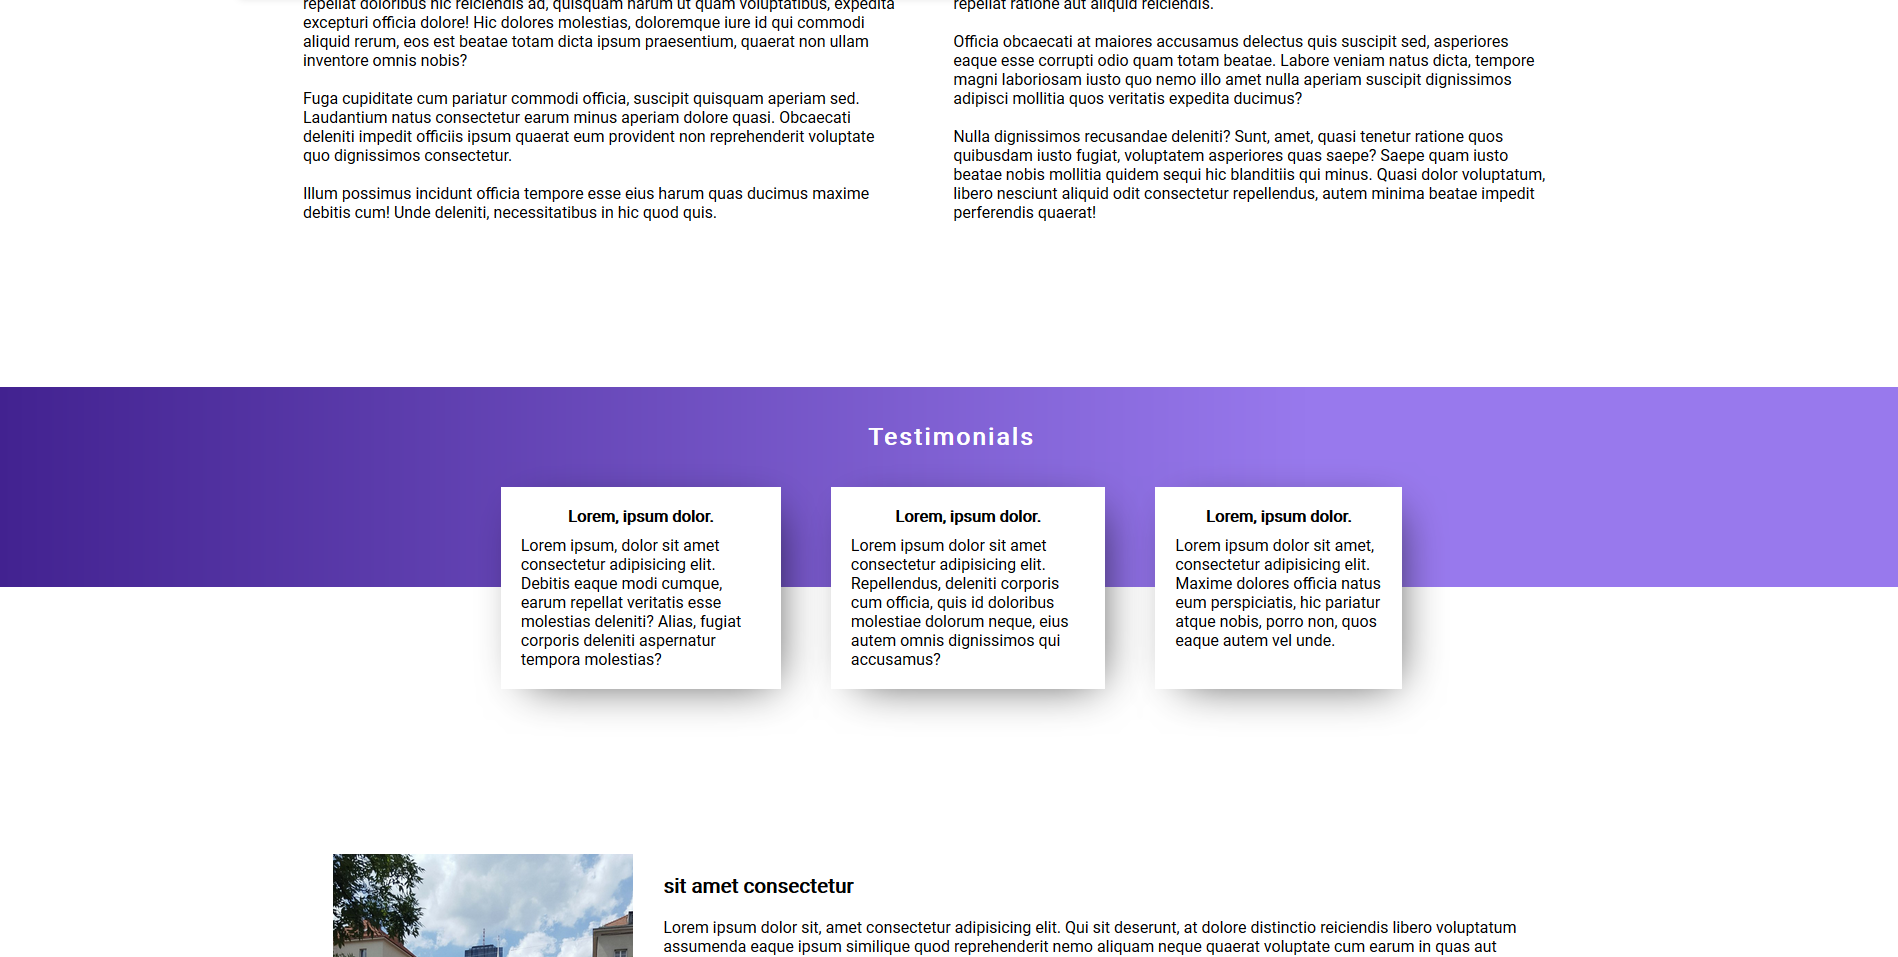 repellat doloribus hic reiciendis ad, quisquam harum ut quam voluptatibus, expedita
excepturi officia dolore! Hic dolores molestias, doloremque iure id qui commodi
aliquid rerum, eos est beatae totam dicta ipsum praesentium, quaerat non ullam
inventore omnis nobis?
Fuga cupiditate cum pariatur commodi officia, suscipit quisquam aperiam sed.
Laudantium natus consectetur earum minus aperiam dolore quasi. Obcaecati
deleniti impedit officiis ipsum quaerat eum provident non reprehenderit voluptate
quo dignissimos consectetur.
Illum possimus incidunt officia tempore esse eius harum quas ducimus maxime
debitis cum! Unde deleniti, necessitatibus in hic quod quis.
repellat ratione aut aliquid reiciendis.
Officia obcaecati at maiores accusamus delectus quis suscipit sed, asperiores
eaque esse corrupti odio quam totam beatae. Labore veniam natus dicta, tempore
magni laboriosam iusto quo nemo illo amet nulla aperiam suscipit dignissimos
adipisci mollitia quos veritatis expedita ducimus?
Nulla dignissimos recusandae deleniti? Sunt, amet, quasi tenetur ratione quos
quibusdam iusto fugiat, voluptatem asperiores quas saepe? Saepe quam iusto
beatae nobis mollitia quidem sequi hic blanditiis qui minus. Quasi dolor voluptatum,
libero nesciunt aliquid odit consectetur repellendus, autem minima beatae impedit
perferendis quaerat!
Testimonials
Lorem, ipsum dolor.
Lorem ipsum, dolor sit amet
consectetur adipisicing elit.
Debitis eaque modi cumque,
earum repellat veritatis esse
molestias deleniti? Alias, fugiat
corporis deleniti aspernatur
tempora molestias?
Lorem, ipsum dolor.
Lorem ipsum dolor sit amet
consectetur adipisicing elit.
Repellendus, deleniti corporis
cum officia, quis id doloribus
molestiae dolorum neque, eius
autem omnis dignissimos qui
accusamus?
Lorem, ipsum dolor.
Lorem ipsum dolor sit amet,
consectetur adipisicing elit.
Maxime dolores officia natus
eum perspiciatis, hic pariatur
atque nobis, porro non, quos
eaque autem vel unde.
sit amet consectetur
Lorem ipsum dolor sit, amet consectetur adipisicing elit. Qui sit deserunt, at dolore distinctio reiciendis libero voluptatum
assumenda eaque ipsum similique quod reprehenderit nemo aliquam neque quaerat voluptate cum earum in quas aut